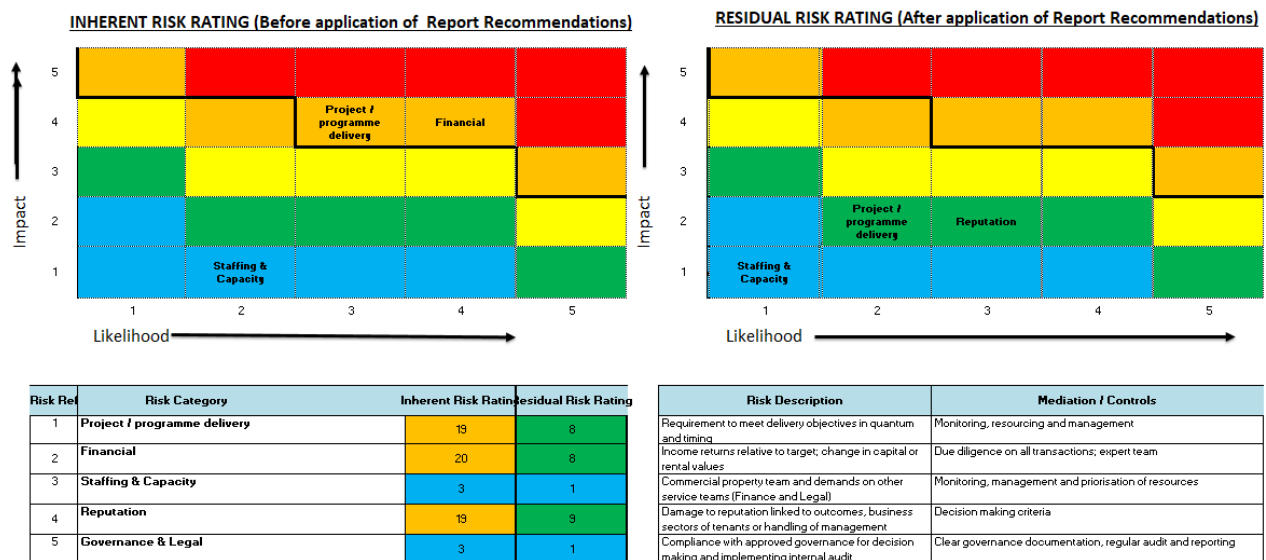 INHERENT RISK RATING (Before application of Report Recommendations)
RESIDUAL RISK RATING (After application of Report Recommendations)
5
4
3
2
1
Impact
Project /
programme
delivery
Financial
Staffing &
Capacity
1
2
3
4
5
Likelihood
5
4
3
2
1
Impact
Project /
programme
delivery
Reputation
Staffing &
Capacity
1
2
3
4
5
Likelihood
Risk Ref
Risk Category
Inherent Risk Rating
Residual Risk Rating
1
Project / programme delivery
19
8
2
Financial
20
8
3
Staffing & Capacity
3
1
4
Reputation
19
9
5
Governance & Legal
3
1
Risk Description
Mediation / Controls
Requirement to meet delivery objectives in quantum
and timing
Monitoring, resourcing and management
Income returns relative to target; change in capital or
rental values
Due diligence on all transactions; expert team
Commercial property team and demands on other
service teams (Finance and Legal)
Monitoring, management and priorisation of resources
Damage to reputation linked to outcomes, business
sectors of tenants or handling of management
Decision making criteria
Compliance with approved governance for decision
making and implementing internal audit
Clear governance documentation, regular audit and reporting